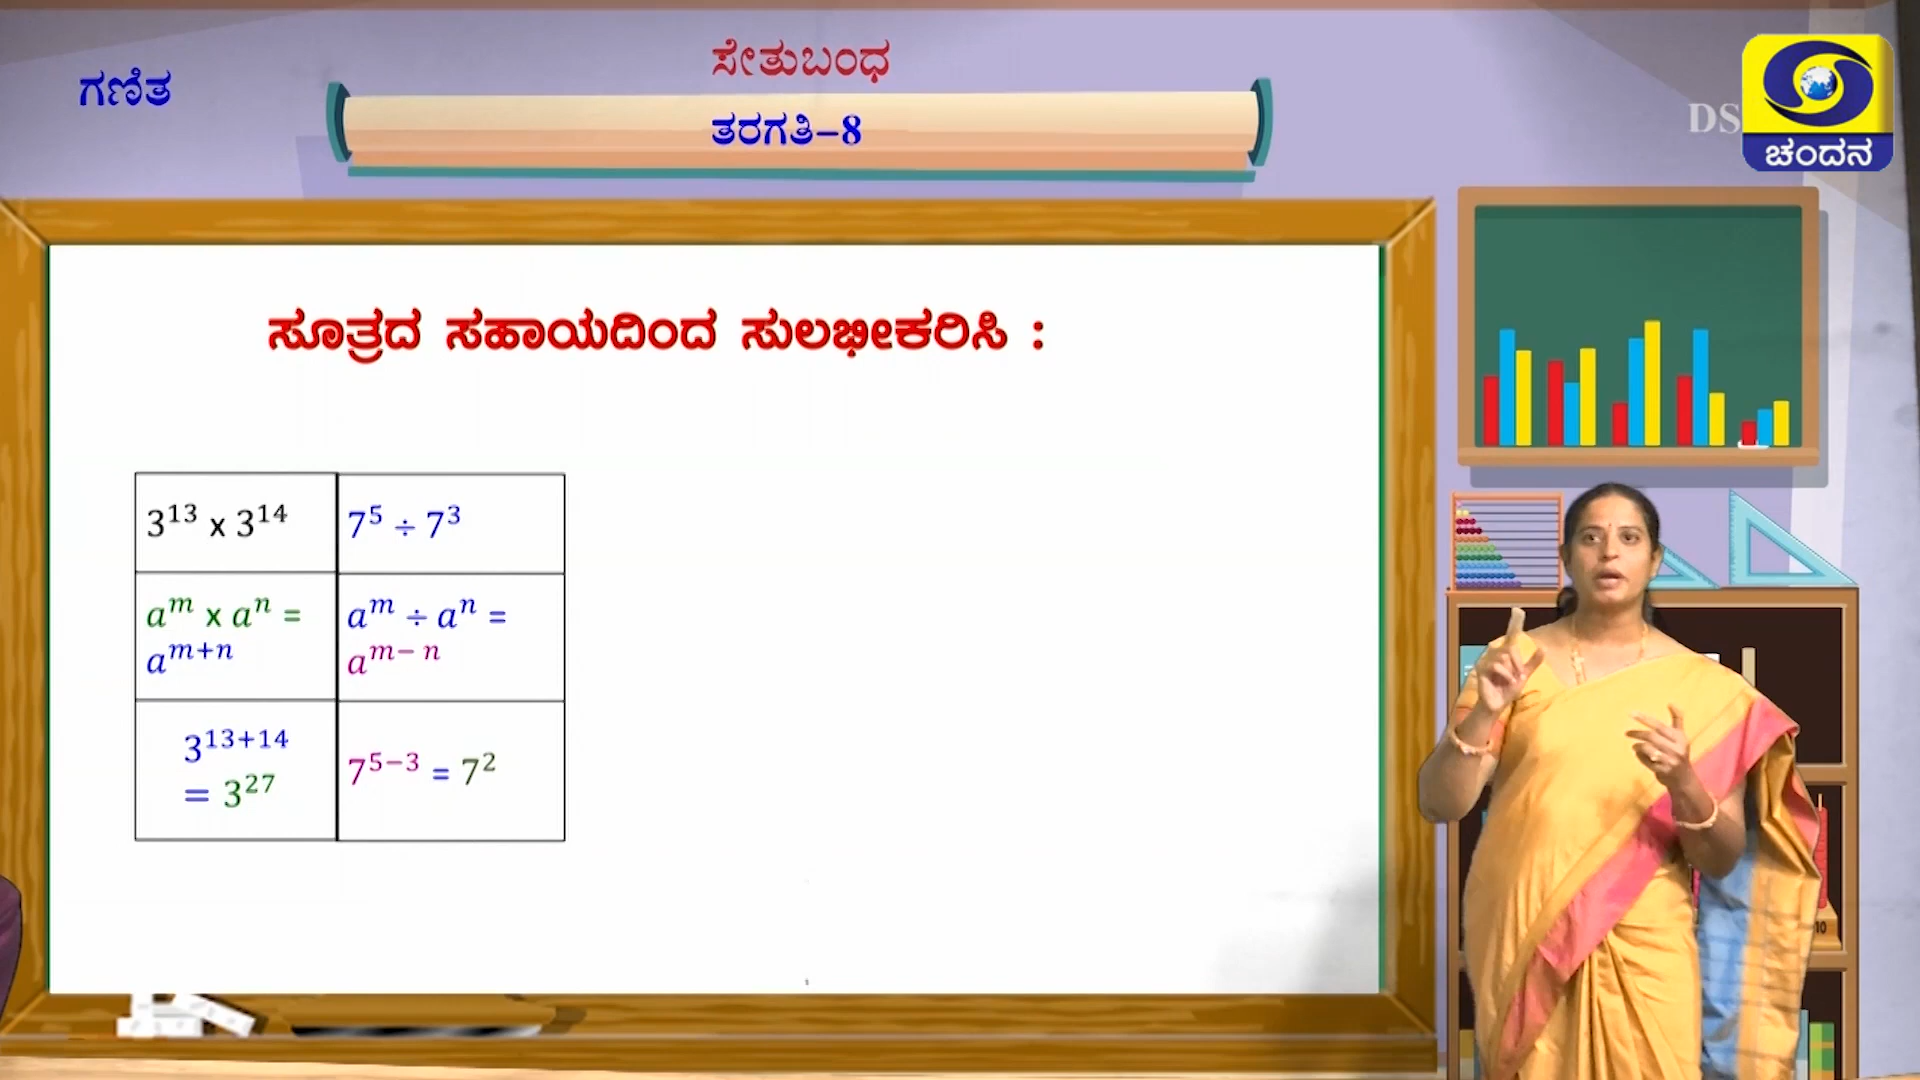 ಸೇತುಬಂಧ
ಗಣಿತ
ತರಗತಿ–8
DS
ಚಂದನ
ಸೂತ್ರದ ಸಹಾಯದಿಂದ ಸುಲಭೀಕರಿಸಿ :
3¹³ x 3¹⁴
7⁵ ÷ 7³
aᵐ x aⁿ =
aᵐ⁺ⁿ
aᵐ ÷ aⁿ =
aᵐ⁻ ⁿ
3¹³⁺¹⁴
= 3²⁷
7⁵⁻³ = 7²
10